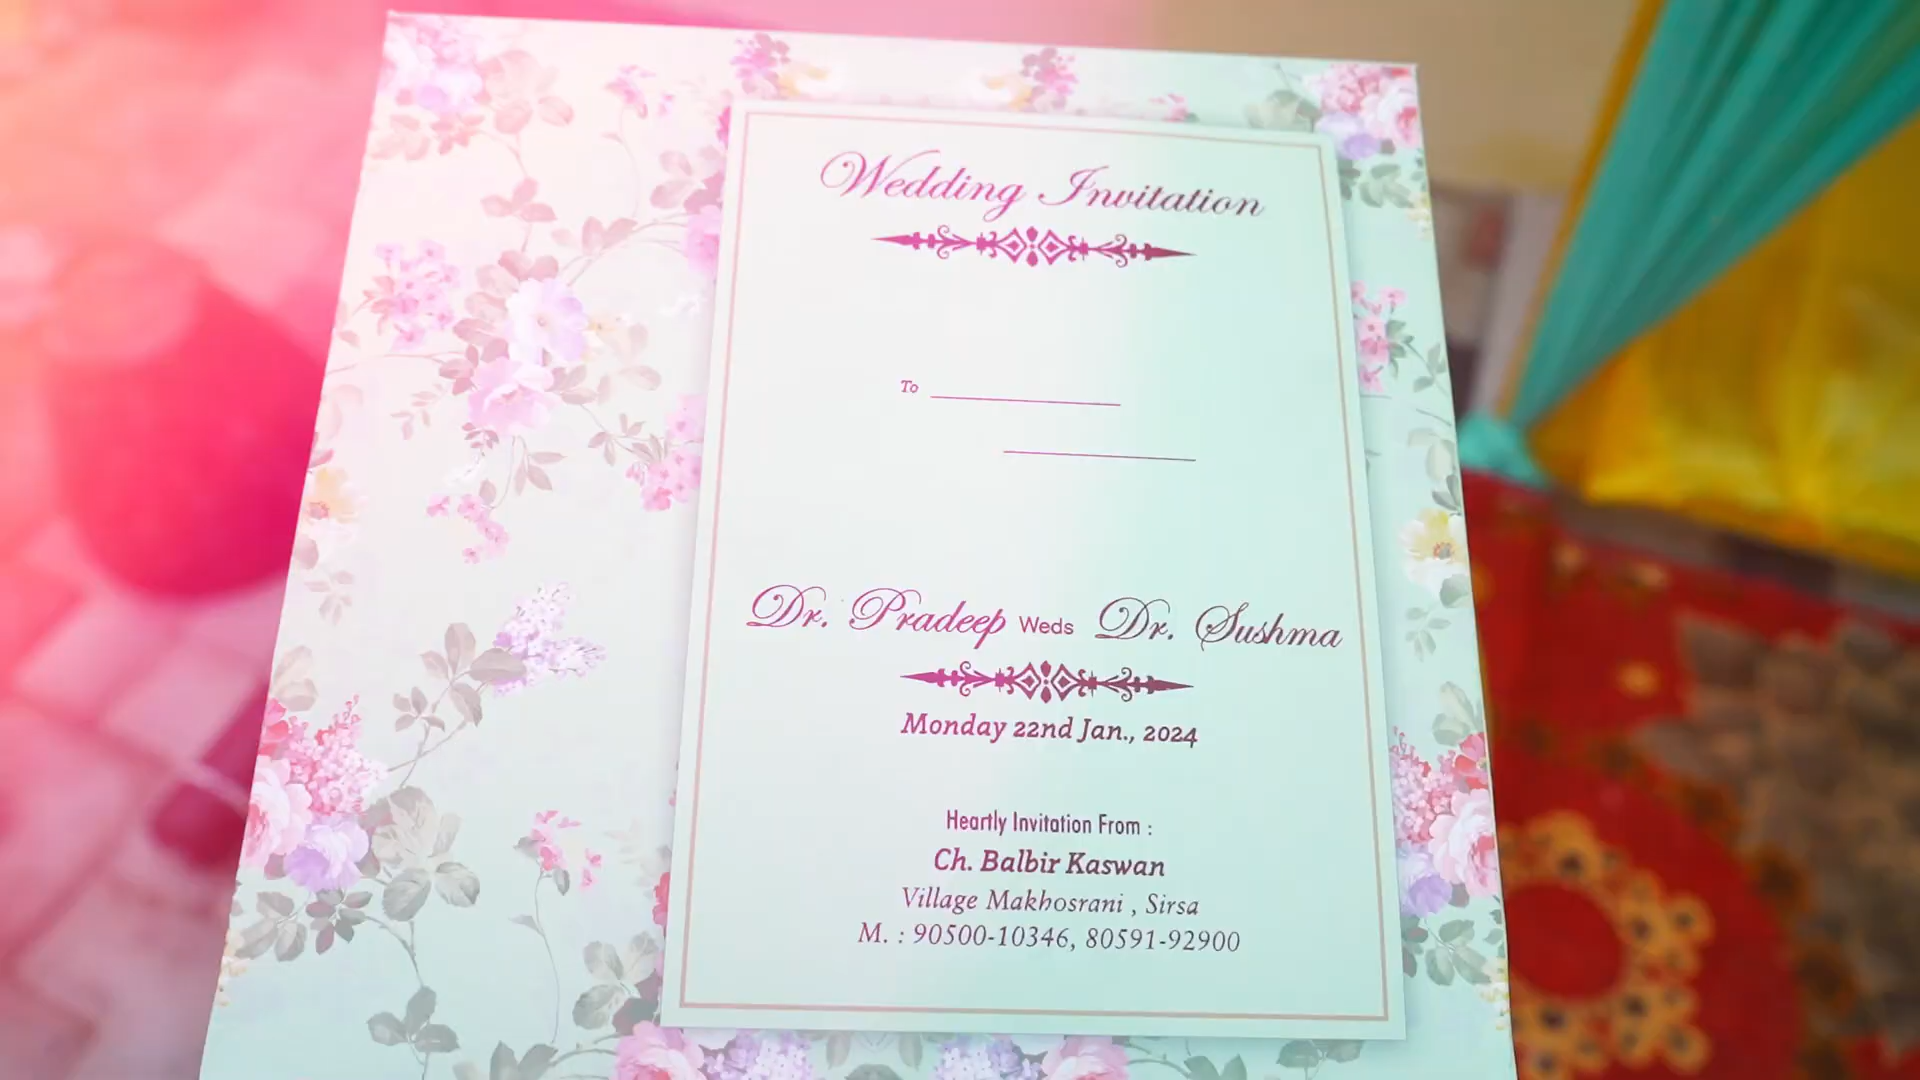 Wedding Invitation
To
Dr. Pradeep Weds Dr. Sushma
Monday 22nd Jan., 2024
Heartly Invitation From :
Ch. Balbir Kaswan
Village Makhosrani , Sirsa
M. : 90500-10346, 80591-92900